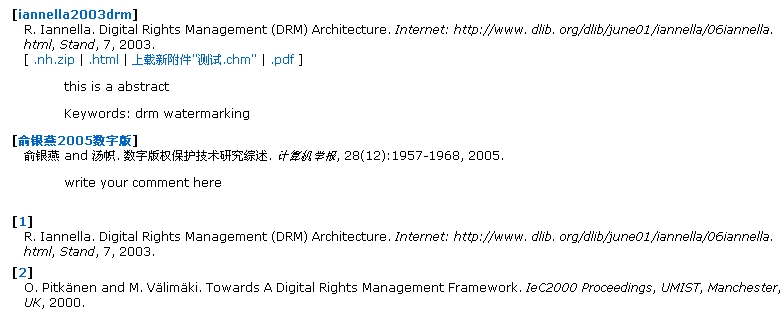 [iannella2003drm]
R. Iannella. Digital Rights Management (DRM) Architecture. Internet: http://www. dlib. org/dlib/june01/iannella/06iannella.
html, Stand, 7, 2003.
[ .nh.zip | .html | 上载新附件"测试.chm" | .pdf ]
this is a abstract
Keywords: drm watermarking
[俞银燕2005数字版]
俞银燕 and 汤帜. 数字版权保护技术研究综述. 计算机学报, 28(12):1957-1968, 2005.
write your comment here
[1]
R. Iannella. Digital Rights Management (DRM) Architecture. Internet: http://www. dlib. org/dlib/june01/iannella/06iannella.
html, Stand, 7, 2003.
[2]
O. Pitkänen and M. Välimäki. Towards A Digital Rights Management Framework. IeC2000 Proceedings, UMIST, Manchester,
UK, 2000.